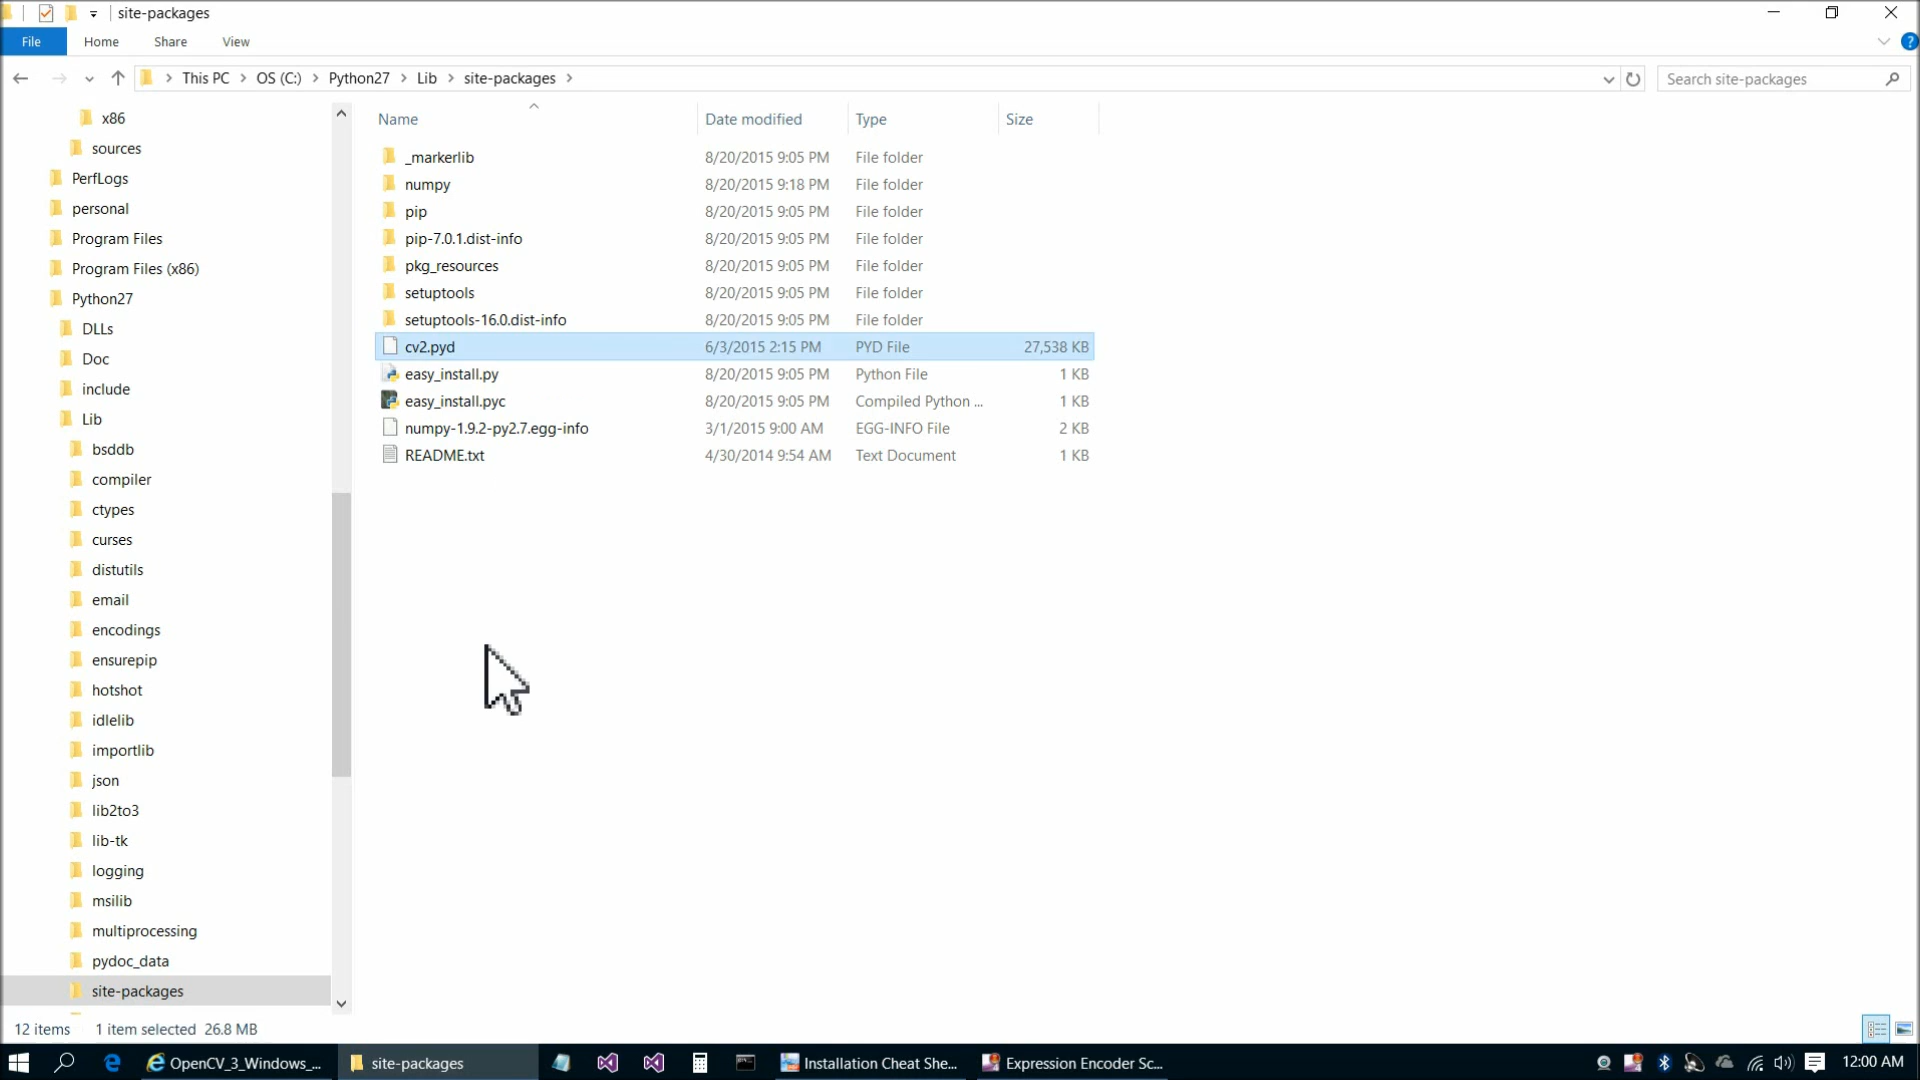 site-packages
File Home Share View
?
This PC OS (C:) Python27 Lib site-packages
Search site-packages
x86
sources
PerfLogs
personal
Program Files
Program Files (x86)
Python27
DLLs
Doc
include
Lib
bsddb
compiler
ctypes
curses
distutils
email
encodings
ensurepip
hotshot
idlelib
importlib
json
lib2to3
lib-tk
logging
msilib
multiprocessing
pydoc_data
site-packages
Name Date modified Type Size
_markerlib 8/20/2015 9:05 PM File folder
numpy 8/20/2015 9:18 PM File folder
pip 8/20/2015 9:05 PM File folder
pip-7.0.1.dist-info 8/20/2015 9:05 PM File folder
pkg_resources 8/20/2015 9:05 PM File folder
setuptools 8/20/2015 9:05 PM File folder
setuptools-16.0.dist-info 8/20/2015 9:05 PM File folder
cv2.pyd 6/3/2015 2:15 PM PYD File 27,538 KB
easy_install.py 8/20/2015 9:05 PM Python File 1 KB
easy_install.pyc 8/20/2015 9:05 PM Compiled Python ... 1 KB
numpy-1.9.2-py2.7.egg-info 3/1/2015 9:00 AM EGG-INFO File 2 KB
README.txt 4/30/2014 9:54 AM Text Document 1 KB
12 items 1 item selected 26.8 MB
OpenCV_3_Windows_... site-packages Installation Cheat She... Expression Encoder Sc... 12:00 AM